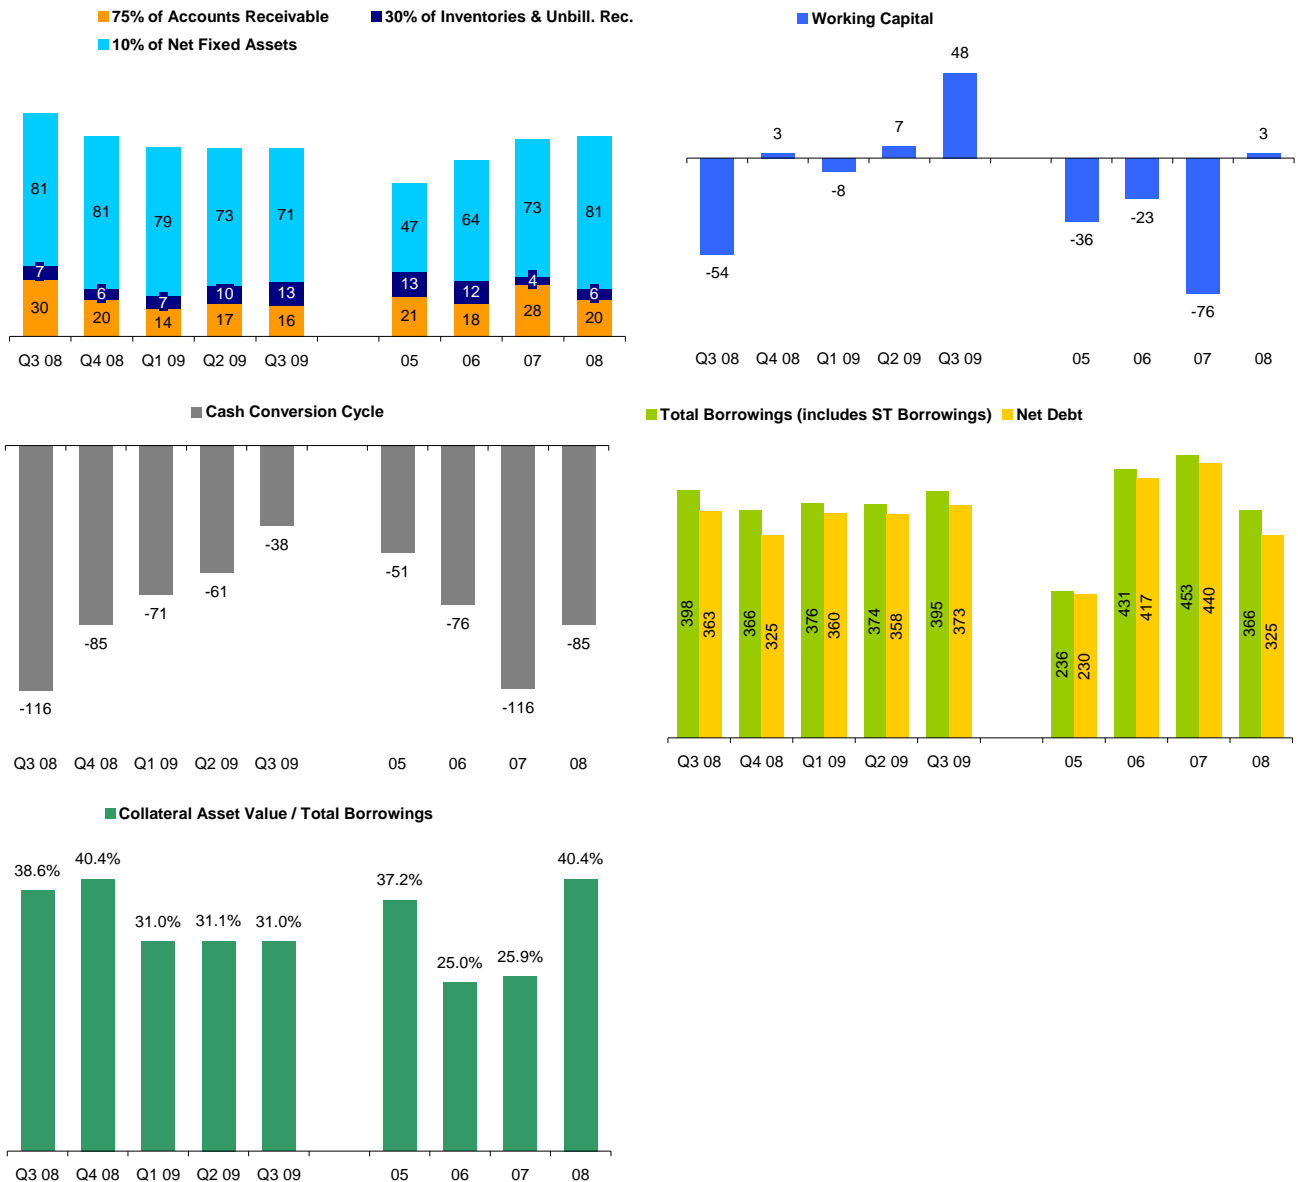 75% of Accounts Receivable
30% of Inventories & Unbill. Rec.
10% of Net Fixed Assets
81 81 79 73 71 47 64 73 81
7 6 7 10 13 13 12 4 6
30 20 14 17 16 21 18 28 20
Q3 08 Q4 08 Q1 09 Q2 09 Q3 09 05 06 07 08
Working Capital
-54 3 -8 7 48 -36 -23 -76 3
Q3 08 Q4 08 Q1 09 Q2 09 Q3 09 05 06 07 08
Cash Conversion Cycle
-116 -85 -71 -61 -38 -51 -76 -116 -85
Q3 08 Q4 08 Q1 09 Q2 09 Q3 09 05 06 07 08
Total Borrowings (includes ST Borrowings) Net Debt
398 363 366 325 376 360 374 358 395 373 236 230 431 417 453 440 366 325
Q3 08 Q4 08 Q1 09 Q2 09 Q3 09 05 06 07 08
Collateral Asset Value / Total Borrowings
38.6% 40.4% 31.0% 31.1% 31.0% 37.2% 25.0% 25.9% 40.4%
Q3 08 Q4 08 Q1 09 Q2 09 Q3 09 05 06 07 08